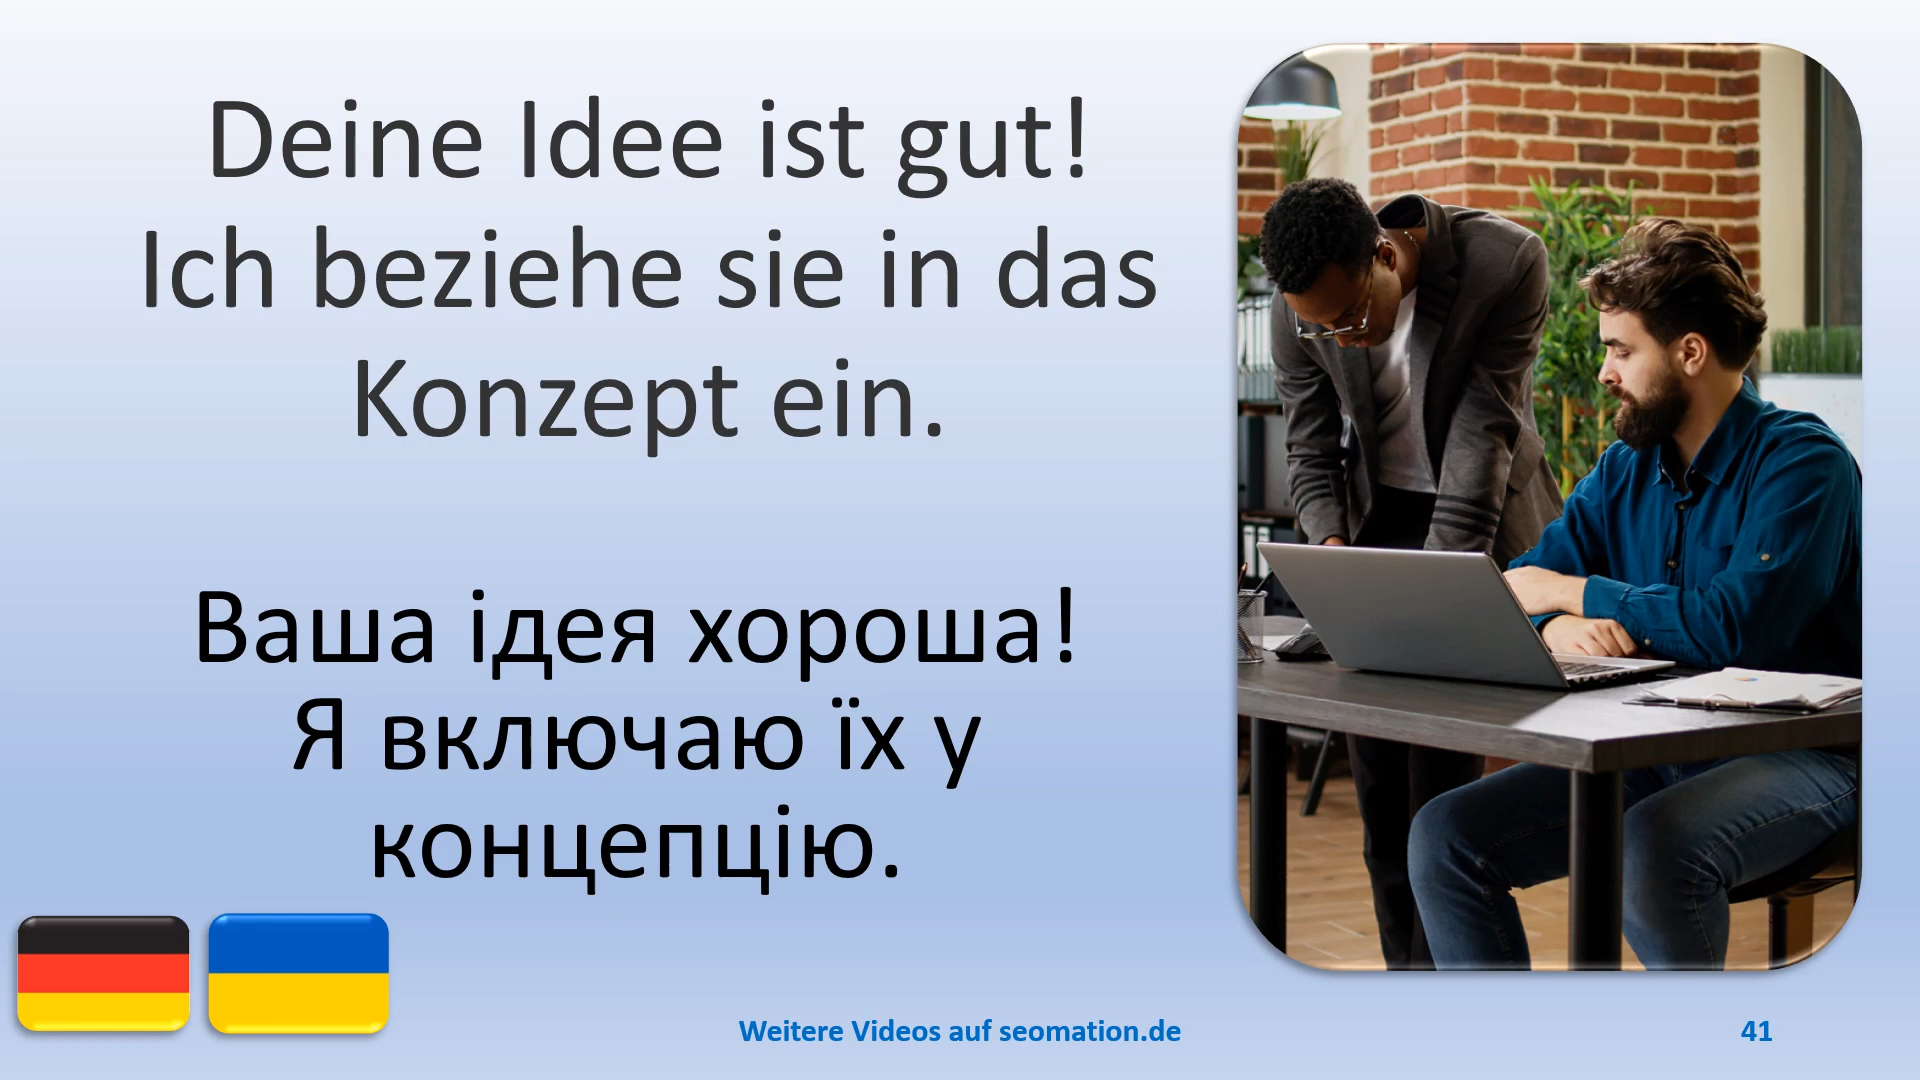 Deine Idee ist gut!
Ich beziehe sie in das
Konzept ein.
Ваша ідея хороша!
Я включаю їх у
концепцію.
Weitere Videos auf seomation.de
41